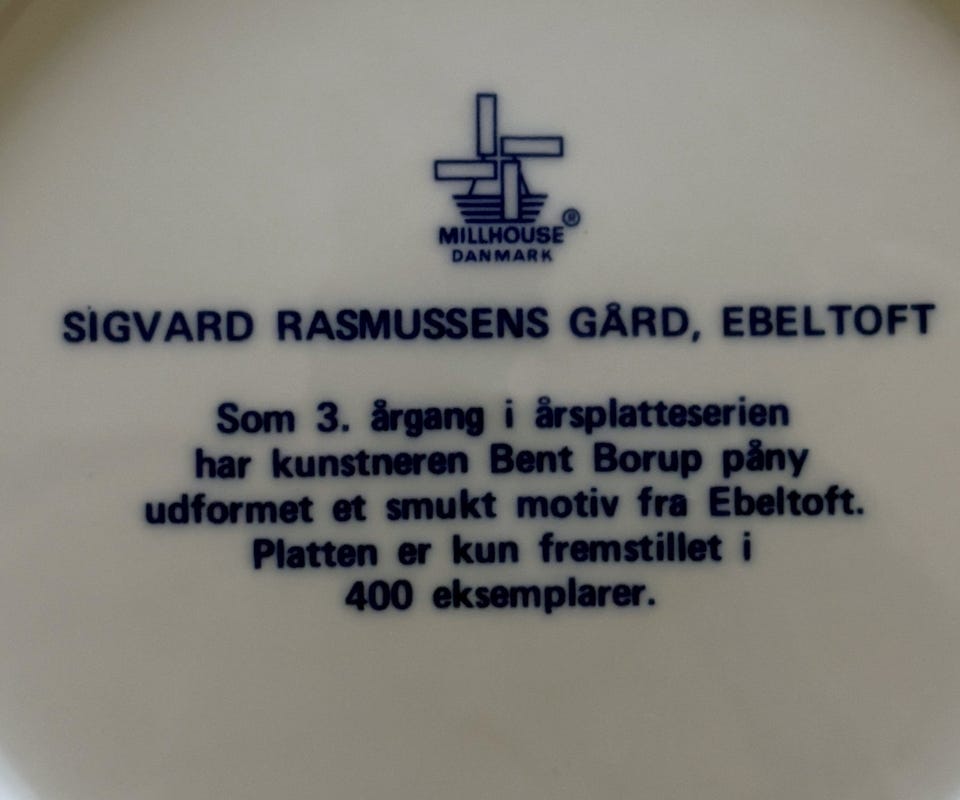 MILLHOUSE ®
DANMARK
SIGVARD RASMUSSENS GÅRD, EBELTOFT
Som 3. årgang i årsplatteserien
har kunstneren Bent Borup påny
udformet et smukt motiv fra Ebeltoft.
Platten er kun fremstillet i
400 eksemplarer.